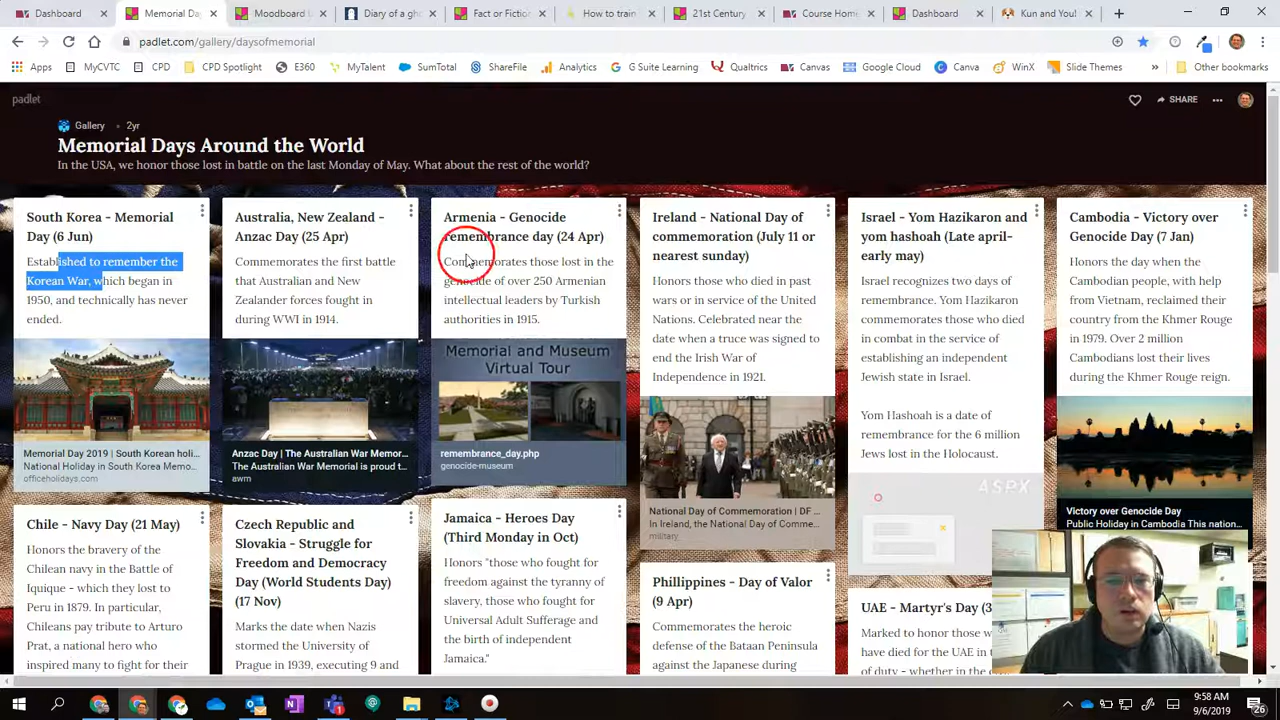 Dashboard
Memorial Da
Moodboard I
Diary of a gh
Fact or Fictio
How to train
21st Century
Course Home
Dashboard
Kun and You!
padlet.com/gallery/daysofmemorial
Apps
MyCVTC
CPD
CPD Spotlight
E360
MyTalent
SumTotal
ShareFile
Analytics
G Suite Learning
Qualtrics
Canvas
Google Cloud
Canva
WinX
Slide Themes
Other bookmarks
padlet
SHARE
Gallery • 2yr
Memorial Days Around the World
In the USA, we honor those lost in battle on the last Monday of May. What about the rest of the world?
South Korea - Memorial
Day (6 Jun)
Established to remember the
Korean War, which began in
1950, and technically has never
ended.
Memorial Day 2019 | South Korean holi...
National Holiday in South Korea Memo...
officeholidays.com
Australia, New Zealand -
Anzac Day (25 Apr)
Commemorates the first battle
that Australian and New
Zealander forces fought in
during WWI in 1914.
Anzac Day | The Australian War Memor...
The Australian War Memorial is proud t...
awm
Armenia - Genocide
remembrance day (24 Apr)
Commemorates those lost in the
genocide of over 250 Armenian
intellectual leaders by Turkish
authorities in 1915.
Memorial and Museum
Virtual Tour
remembrance_day.php
genocide-museum
Ireland - National Day of
commemoration (July 11 or
nearest sunday)
Honors those who died in past
wars or in service of the United
Nations. Celebrated near the
date when a truce was signed to
end the Irish War of
Independence in 1921.
National Day of Commemoration | DF ...
In Ireland, the National Day of Comme...
military
Israel - Yom Hazikaron and
yom hashoah (Late april-
early may)
Israel recognizes two days of
remembrance. Yom Hazikaron
commemorates those who died
in combat in the service of
establishing an independent
Jewish state in Israel.
Yom Hashoah is a date of
remembrance for the 6 million
Jews lost in the Holocaust.
ASPX
Cambodia - Victory over
Genocide Day (7 Jan)
Honors the day when the
Cambodian people, with help
from Vietnam, reclaimed their
country from the Khmer Rouge
in 1979. Over 2 million
Cambodians lost their lives
during the Khmer Rouge reign.
Victory over Genocide Day
Public Holiday in Cambodia This nation...
Chile - Navy Day (21 May)
Honors the bravery of the
Chilean navy in the Battle of
Iquique - which they lost to
Peru in 1879. In particular,
Chileans pay tribute to Arturo
Prat, a national hero who
inspired many to fight for their
Czech Republic and
Slovakia - Struggle for
Freedom and Democracy
Day (World Students Day)
(17 Nov)
Marks the date when Nazis
stormed the University of
Prague in 1939, executing 9 and
Jamaica - Heroes Day
(Third Monday in Oct)
Honors "those who fought for
freedom against the tyranny of
slavery, those who fought for
Universal Adult Sufferage and
the birth of independent
Jamaica."
Phillippines - Day of Valor
(9 Apr)
Commemorates the heroic
defense of the Bataan Peninsula
against the Japanese during
UAE - Martyr's Day (3
Marked to honor those w
have died for the UAE in t
of duty - whether in the
9:58 AM
9/6/2019
26